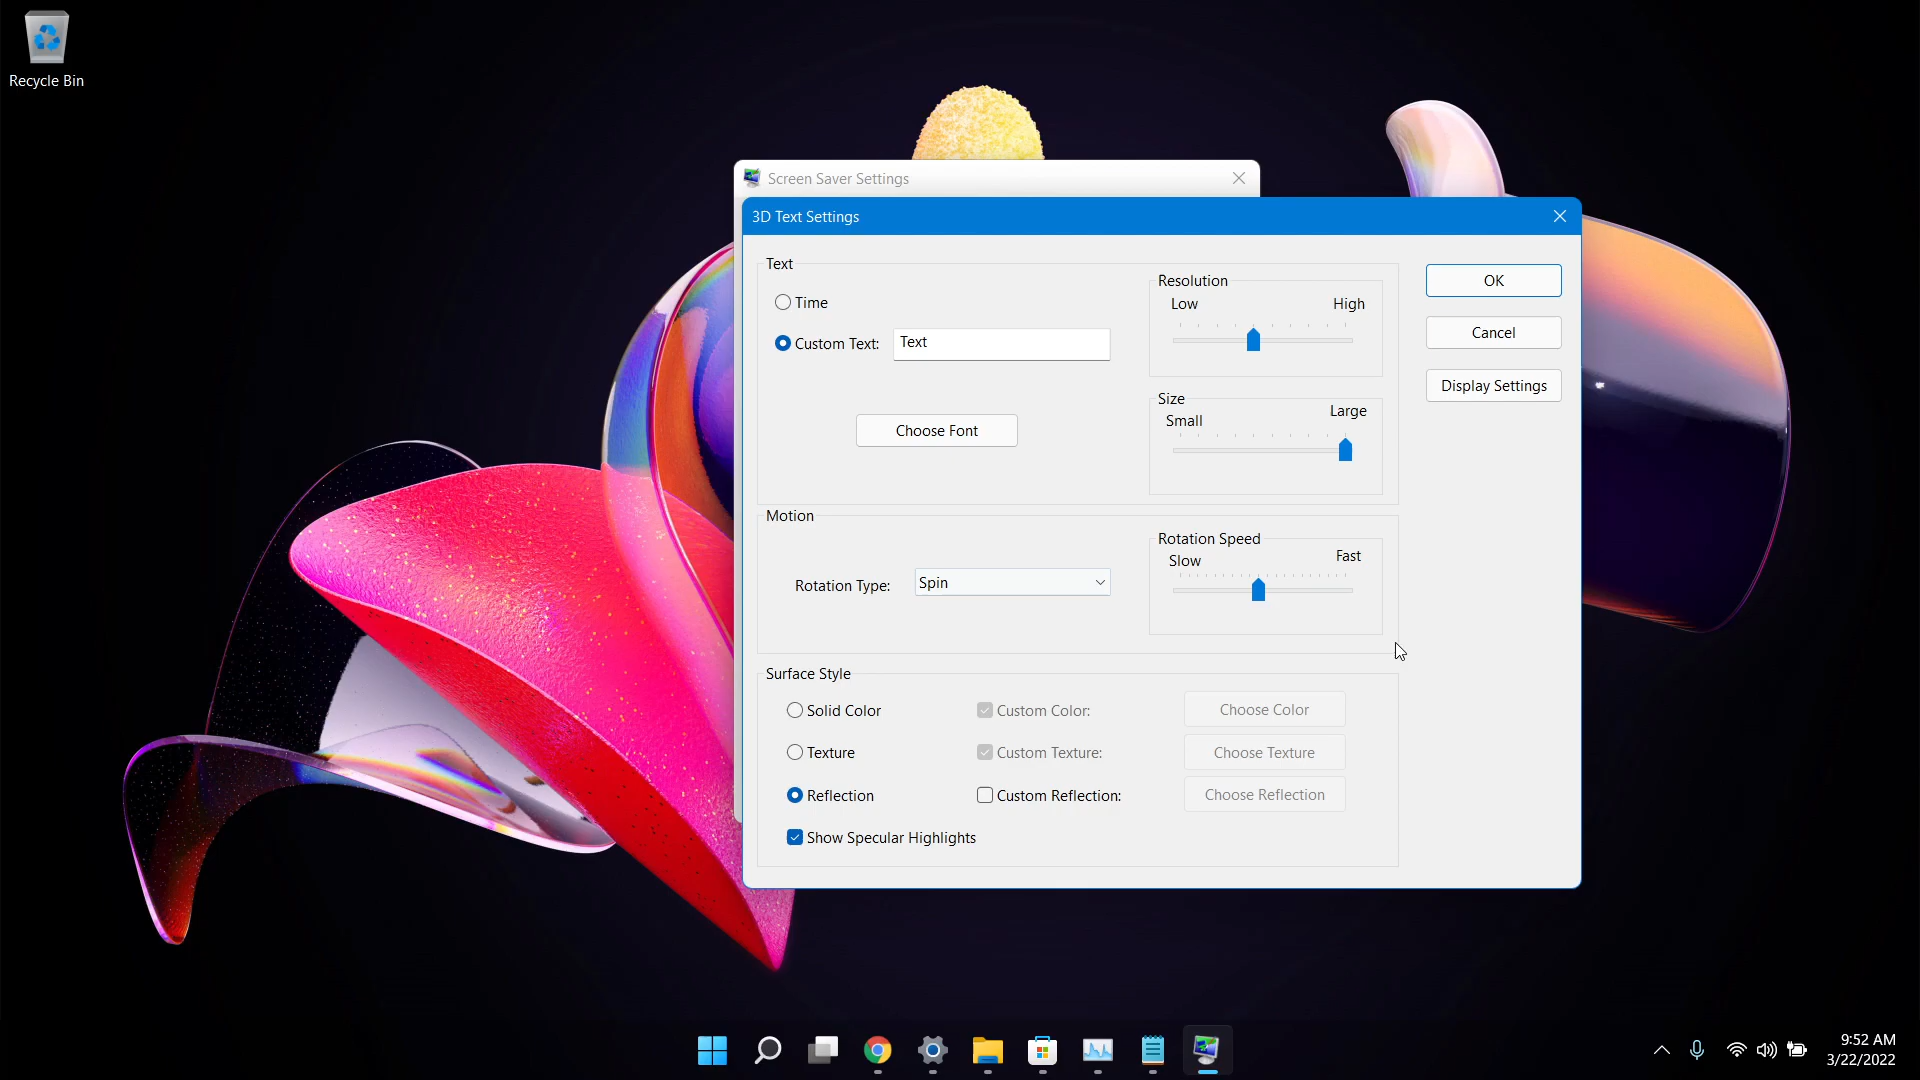 Recycle Bin
Screen Saver Settings
3D Text Settings
Text
Time
Custom Text: Text
Choose Font
Resolution
Low High
Size
Small Large
OK
Cancel
Display Settings
Motion
Rotation Type: Spin
Rotation Speed
Slow Fast
Surface Style
Solid Color Custom Color: Choose Color
Texture Custom Texture: Choose Texture
Reflection Custom Reflection: Choose Reflection
Show Specular Highlights
9:52 AM
3/22/2022